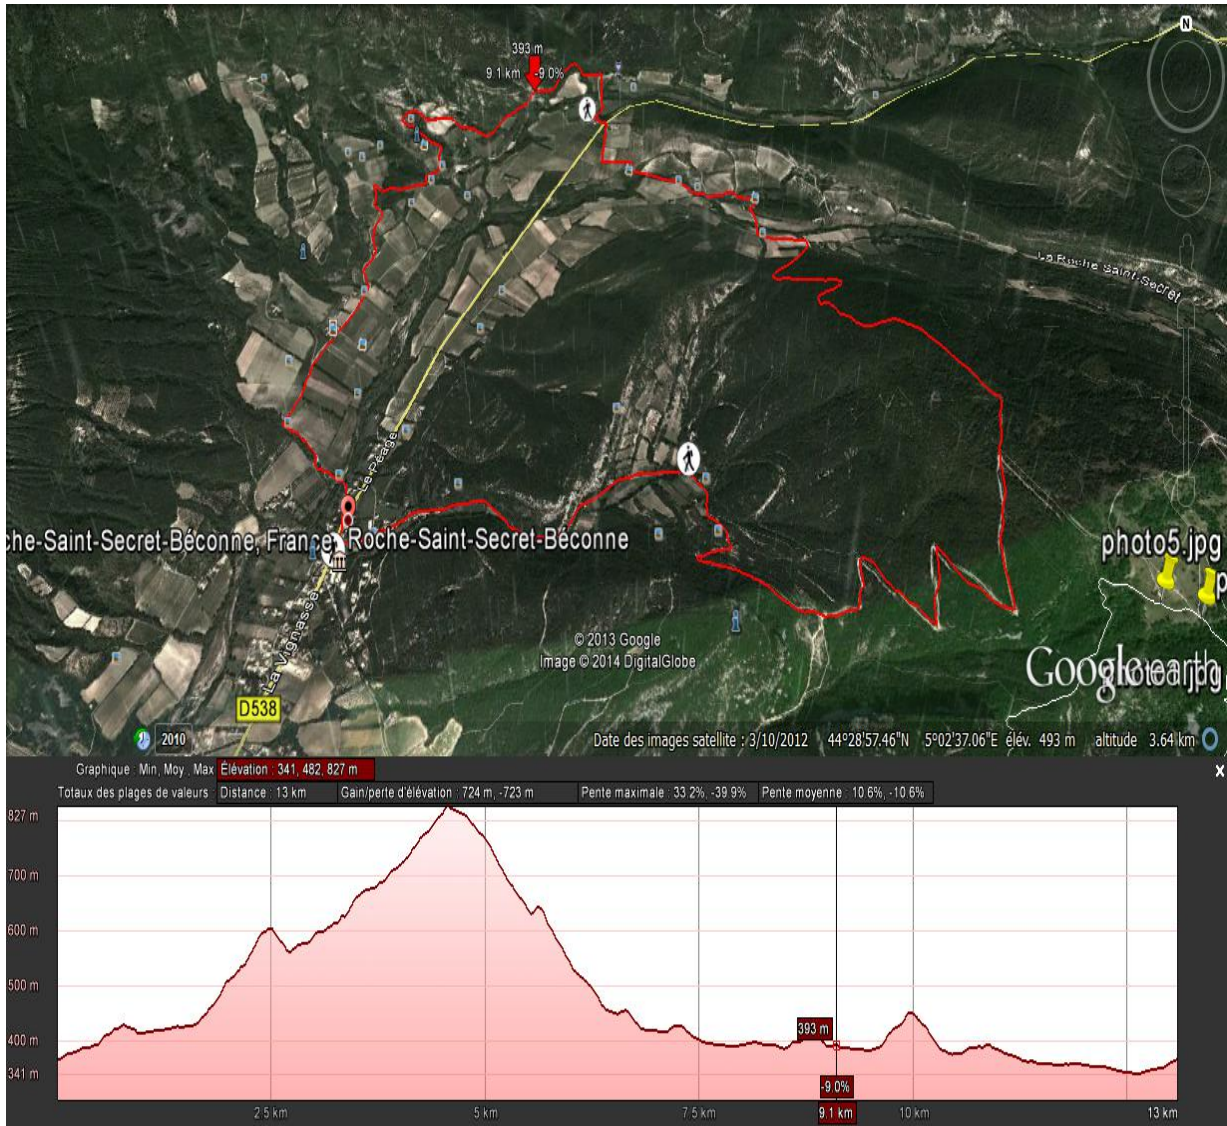 393 m
9.1 km -9.0%
N
La Roche Saint-Secret
Le Péage
che-Saint-Secret-Béconne, France
Roche-Saint-Secret-Béconne
photo5.jpg
p
La Vignasse
© 2013 Google
Image © 2014 DigitalGlobe
Google earth
D538
2010
Date des images satellite : 3/10/2012 44°28'57.46"N 5°02'37.06"E élév. 493 m altitude 3.64 km
Graphique : Min, Moy., Max Élévation : 341, 482, 827 m
x
Totaux des plages de valeurs : Distance : 13 km Gain/perte d'élévation : 724 m, -723 m Pente maximale : 33.2%, -39.9% Pente moyenne : 10.6%, -10.6%
827 m
700 m
600 m
500 m
400 m
393 m
341 m
-9.0%
2.5 km 5 km 7.5 km 9.1 km 10 km 13 km